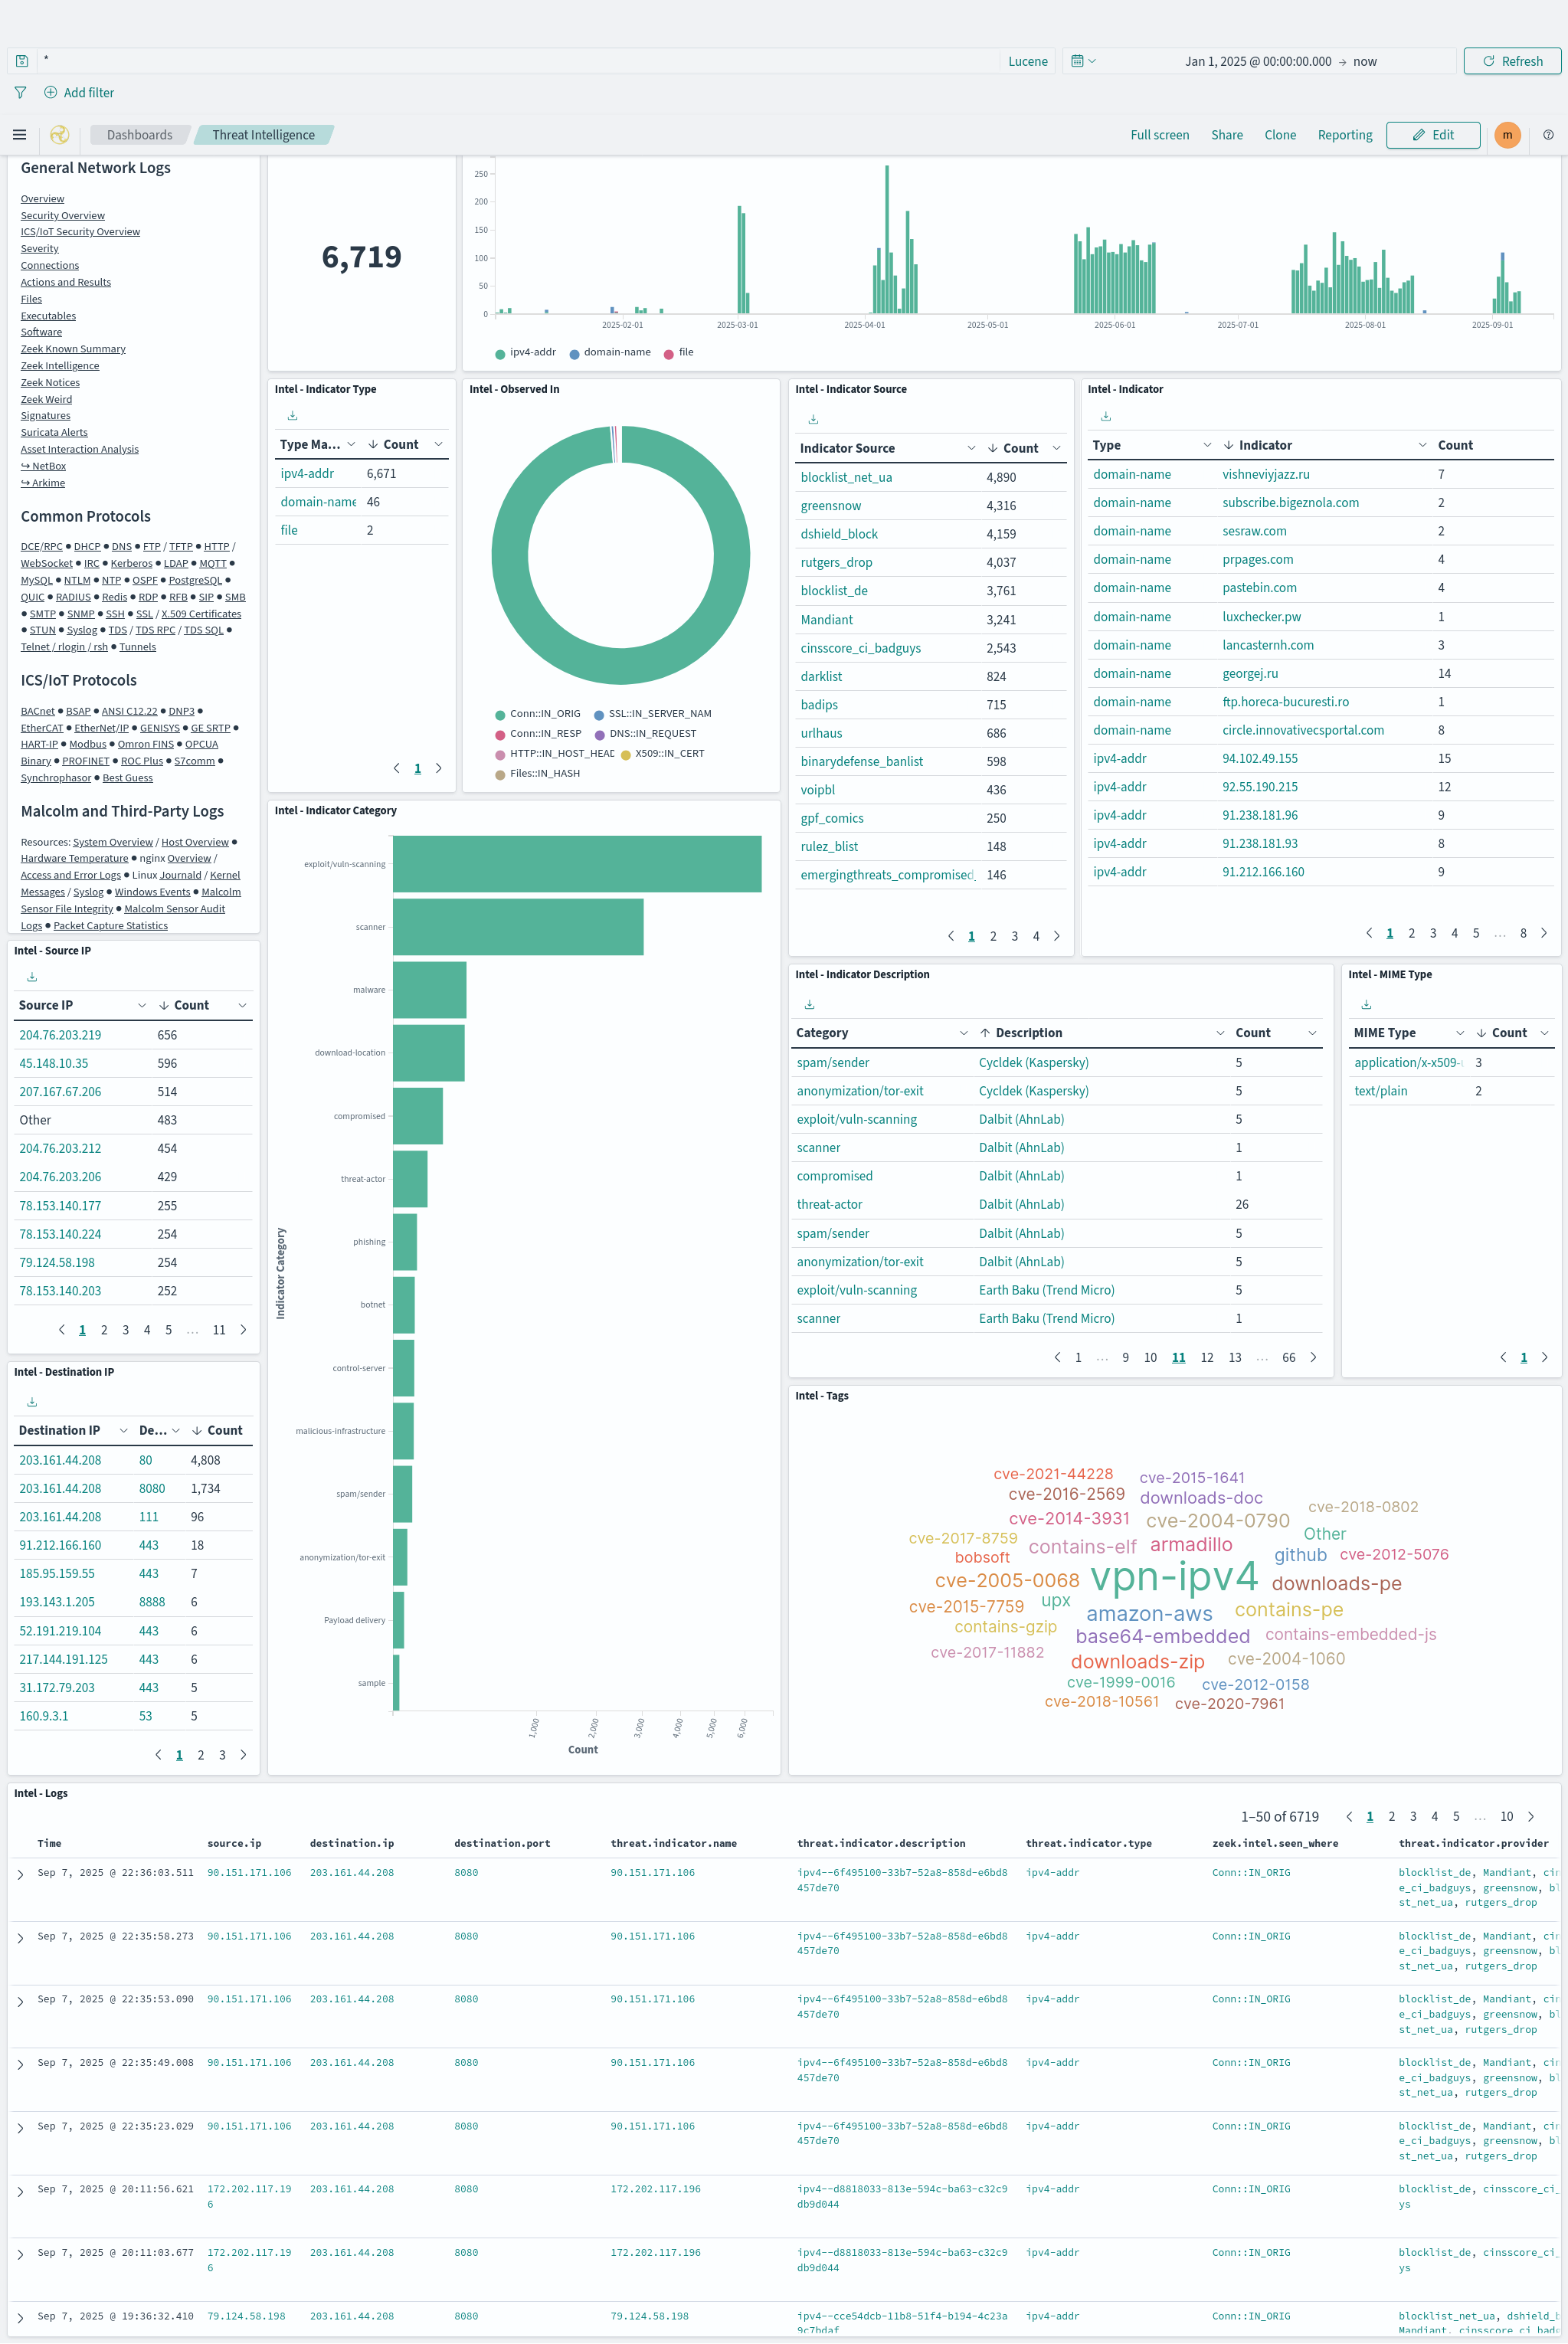 *
Lucene
Jan 1, 2025 @ 00:00:00.000 → now
Refresh
Add filter
Dashboards
Threat Intelligence
Full screen
Share
Clone
Reporting
Edit
m
General Network Logs
Overview
Security Overview
ICS/IoT Security Overview
Severity
Connections
Actions and Results
Files
Executables
Software
Zeek Known Summary
Zeek Intelligence
Zeek Notices
Zeek Weird
Signatures
Suricata Alerts
Asset Interaction Analysis
↪ NetBox
↪ Arkime
Common Protocols
DCE/RPC ● DHCP ● DNS ● FTP / TFTP ● HTTP /
WebSocket ● IRC ● Kerberos ● LDAP ● MQTT ●
MySQL ● NTLM ● NTP ● OSPF ● PostgreSQL ●
QUIC ● RADIUS ● Redis ● RDP ● RFB ● SIP ● SMB
● SMTP ● SNMP ● SSH ● SSL / X.509 Certificates
● STUN ● Syslog ● TDS / TDS RPC / TDS SQL ●
Telnet / rlogin / rsh ● Tunnels
ICS/IoT Protocols
BACnet ● BSAP ● ANSI C12.22 ● DNP3 ●
EtherCAT ● EtherNet/IP ● GENISYS ● GE SRTP ●
HART-IP ● Modbus ● Omron FINS ● OPCUA
Binary ● PROFINET ● ROC Plus ● S7comm ●
Synchrophasor ● Best Guess
Malcolm and Third-Party Logs
Resources: System Overview / Host Overview ●
Hardware Temperature ● nginx Overview /
Access and Error Logs ● Linux Journald / Kernel
Messages / Syslog ● Windows Events ● Malcolm
Sensor File Integrity ● Malcolm Sensor Audit
Logs ● Packet Capture Statistics
6,719
250
200
150
100
50
0
2025-02-01 2025-03-01 2025-04-01 2025-05-01 2025-06-01 2025-07-01 2025-08-01 2025-09-01
ipv4-addr domain-name file
Intel - Indicator Type
Type Ma... Count
ipv4-addr 6,671
domain-name 46
file 2
1
Intel - Observed In
Conn::IN_ORIG SSL::IN_SERVER_NAM
Conn::IN_RESP DNS::IN_REQUEST
HTTP::IN_HOST_HEAD X509::IN_CERT
Files::IN_HASH
Intel - Indicator Source
Indicator Source Count
blocklist_net_ua 4,890
greensnow 4,316
dshield_block 4,159
rutgers_drop 4,037
blocklist_de 3,761
Mandiant 3,241
cinsscore_ci_badguys 2,543
darklist 824
badips 715
urlhaus 686
binarydefense_banlist 598
voipbl 436
gpf_comics 250
rulez_blist 148
emergingthreats_compromised_ 146
1 2 3 4
Intel - Indicator
Type Indicator Count
domain-name vishneviyjazz.ru 7
domain-name subscribe.bigeznola.com 2
domain-name sesraw.com 2
domain-name prpages.com 4
domain-name pastebin.com 4
domain-name luxchecker.pw 1
domain-name lancasternh.com 3
domain-name georgej.ru 14
domain-name ftp.horeca-bucuresti.ro 1
domain-name circle.innovativecsportal.com 8
ipv4-addr 94.102.49.155 15
ipv4-addr 92.55.190.215 12
ipv4-addr 91.238.181.96 9
ipv4-addr 91.238.181.93 8
ipv4-addr 91.212.166.160 9
1 2 3 4 5 ... 8
Intel - Source IP
Source IP Count
204.76.203.219 656
45.148.10.35 596
207.167.67.206 514
Other 483
204.76.203.212 454
204.76.203.206 429
78.153.140.177 255
78.153.140.224 254
79.124.58.198 254
78.153.140.203 252
1 2 3 4 5 ... 11
Intel - Destination IP
Destination IP De... Count
203.161.44.208 80 4,808
203.161.44.208 8080 1,734
203.161.44.208 111 96
91.212.166.160 443 18
185.95.159.55 443 7
193.143.1.205 8888 6
52.191.219.104 443 6
217.144.191.125 443 6
31.172.79.203 443 5
160.9.3.1 53 5
1 2 3
Intel - Indicator Category
Indicator Category
exploit/vuln-scanning
scanner
malware
download-location
compromised
threat-actor
phishing
botnet
control-server
malicious-infrastructure
spam/sender
anonymization/tor-exit
Payload delivery
sample
1,000 2,000 3,000 4,000 5,000 6,000
Count
Intel - Indicator Description
Category Description Count
spam/sender Cycldek (Kaspersky) 5
anonymization/tor-exit Cycldek (Kaspersky) 5
exploit/vuln-scanning Dalbit (AhnLab) 5
scanner Dalbit (AhnLab) 1
compromised Dalbit (AhnLab) 1
threat-actor Dalbit (AhnLab) 26
spam/sender Dalbit (AhnLab) 5
anonymization/tor-exit Dalbit (AhnLab) 5
exploit/vuln-scanning Earth Baku (Trend Micro) 5
scanner Earth Baku (Trend Micro) 1
1 ... 9 10 11 12 13 ... 66
Intel - MIME Type
MIME Type Count
application/x-x509- 3
text/plain 2
1
Intel - Tags
cve-2021-44228 cve-2015-1641
cve-2016-2569 downloads-doc cve-2018-0802
cve-2014-3931 cve-2004-0790
cve-2017-8759 contains-elf armadillo Other
bobsoft github cve-2012-5076
cve-2005-0068 vpn-ipv4 downloads-pe
cve-2015-7759 upx amazon-aws contains-pe
contains-gzip base64-embedded contains-embedded-js
cve-2017-11882 downloads-zip cve-2004-1060
cve-1999-0016 cve-2012-0158
cve-2018-10561 cve-2020-7961
Intel - Logs
1–50 of 6719 1 2 3 4 5 ... 10
Time source.ip destination.ip destination.port threat.indicator.name threat.indicator.description threat.indicator.type zeek.intel.seen_where threat.indicator.provider
Sep 7, 2025 @ 22:36:03.511 90.151.171.106 203.161.44.208 8080 90.151.171.106 ipv4--6f495100-33b7-52a8-858d-e6bd8 ipv4-addr Conn::IN_ORIG blocklist_de, Mandiant, cin
457de70 e_ci_badguys, greensnow, bl
st_net_ua, rutgers_drop
Sep 7, 2025 @ 22:35:58.273 90.151.171.106 203.161.44.208 8080 90.151.171.106 ipv4--6f495100-33b7-52a8-858d-e6bd8 ipv4-addr Conn::IN_ORIG blocklist_de, Mandiant, cin
457de70 e_ci_badguys, greensnow, bl
st_net_ua, rutgers_drop
Sep 7, 2025 @ 22:35:53.090 90.151.171.106 203.161.44.208 8080 90.151.171.106 ipv4--6f495100-33b7-52a8-858d-e6bd8 ipv4-addr Conn::IN_ORIG blocklist_de, Mandiant, cin
457de70 e_ci_badguys, greensnow, bl
st_net_ua, rutgers_drop
Sep 7, 2025 @ 22:35:49.008 90.151.171.106 203.161.44.208 8080 90.151.171.106 ipv4--6f495100-33b7-52a8-858d-e6bd8 ipv4-addr Conn::IN_ORIG blocklist_de, Mandiant, cin
457de70 e_ci_badguys, greensnow, bl
st_net_ua, rutgers_drop
Sep 7, 2025 @ 22:35:23.029 90.151.171.106 203.161.44.208 8080 90.151.171.106 ipv4--6f495100-33b7-52a8-858d-e6bd8 ipv4-addr Conn::IN_ORIG blocklist_de, Mandiant, cin
457de70 e_ci_badguys, greensnow, bl
st_net_ua, rutgers_drop
Sep 7, 2025 @ 20:11:56.621 172.202.117.19 203.161.44.208 8080 172.202.117.196 ipv4--d8818033-813e-594c-ba63-c32c9 ipv4-addr Conn::IN_ORIG blocklist_de, cinsscore_ci_
6 db9d044 ys
Sep 7, 2025 @ 20:11:03.677 172.202.117.19 203.161.44.208 8080 172.202.117.196 ipv4--d8818033-813e-594c-ba63-c32c9 ipv4-addr Conn::IN_ORIG blocklist_de, cinsscore_ci_
6 db9d044 ys
Sep 7, 2025 @ 19:36:32.410 79.124.58.198 203.161.44.208 8080 79.124.58.198 ipv4--cce54dcb-11b8-51f4-b194-4c23a ipv4-addr Conn::IN_ORIG blocklist_net_ua, dshield_b
9c7bdaf Mandiant, cinsscore_ci_badg